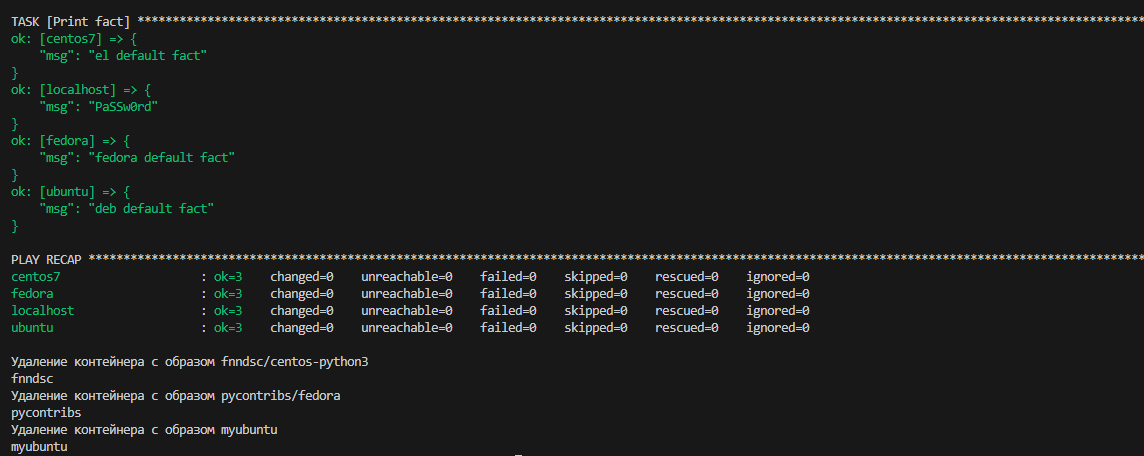 TASK [Print fact] ************************************************************************************************************************************************
ok: [centos7] => {
    "msg": "el default fact"
}
ok: [localhost] => {
    "msg": "PaSSw0rd"
}
ok: [fedora] => {
    "msg": "fedora default fact"
}
ok: [ubuntu] => {
    "msg": "deb default fact"
}
PLAY RECAP *******************************************************************************************************************************************************
centos7                    : ok=3    changed=0    unreachable=0    failed=0    skipped=0    rescued=0    ignored=0
fedora                     : ok=3    changed=0    unreachable=0    failed=0    skipped=0    rescued=0    ignored=0
localhost                  : ok=3    changed=0    unreachable=0    failed=0    skipped=0    rescued=0    ignored=0
ubuntu                     : ok=3    changed=0    unreachable=0    failed=0    skipped=0    rescued=0    ignored=0
Удаление контейнера с образом fnndsc/centos-python3
fnndsc
Удаление контейнера с образом pycontribs/fedora
pycontribs
Удаление контейнера с образом myubuntu
myubuntu